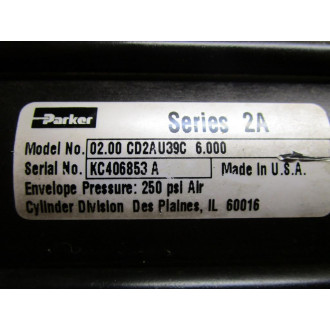 Parker Series 2A
Model No. 02.00 CD2AU39C 6.000
Serial No. KC406853 A Made In U.S.A.
Envelope Pressure: 250 psi Air
Cylinder Division Des Plaines, IL 60016